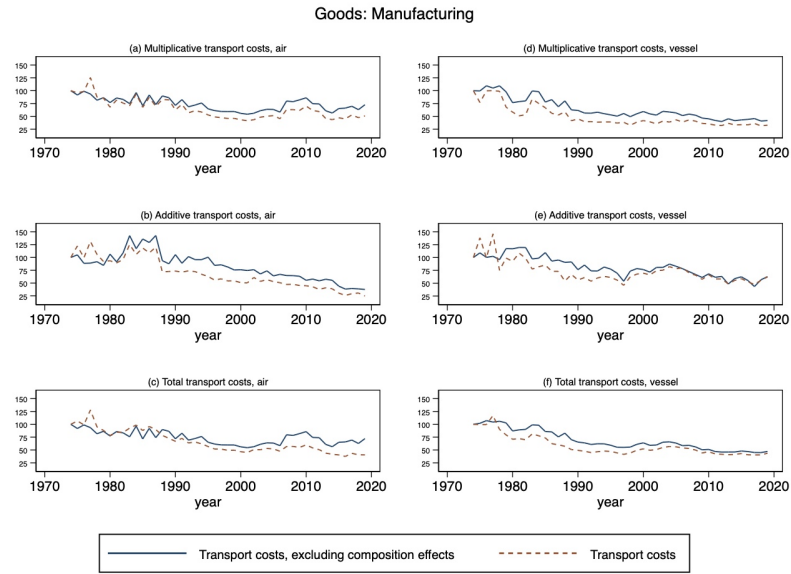 Goods: Manufacturing
(a) Multiplicative transport costs, air
150
125
100
75
50
25
1970 1980 1990 2000 2010 2020
year
(d) Multiplicative transport costs, vessel
150
125
100
75
50
25
1970 1980 1990 2000 2010 2020
year
(b) Additive transport costs, air
150
125
100
75
50
25
1970 1980 1990 2000 2010 2020
year
(e) Additive transport costs, vessel
150
125
100
75
50
25
1970 1980 1990 2000 2010 2020
year
(c) Total transport costs, air
150
125
100
75
50
25
1970 1980 1990 2000 2010 2020
year
(f) Total transport costs, vessel
150
125
100
75
50
25
1970 1980 1990 2000 2010 2020
year
Transport costs, excluding composition effects Transport costs